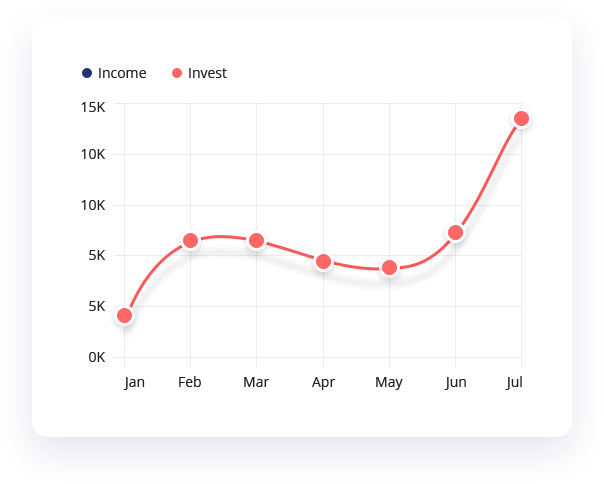 Income Invest
15K
10K
10K
5K
5K
0K
Jan Feb Mar Apr May Jun Jul